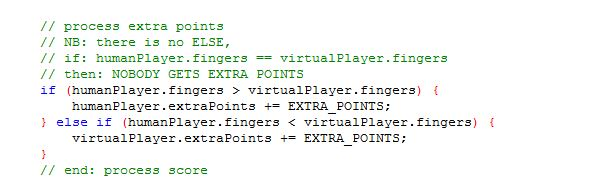 // process extra points
// NB: there is no ELSE,
// if: humanPlayer.fingers == virtualPlayer.fingers
// then: NOBODY GETS EXTRA POINTS
if (humanPlayer.fingers > virtualPlayer.fingers) {
    humanPlayer.extraPoints += EXTRA_POINTS;
} else if (humanPlayer.fingers < virtualPlayer.fingers) {
    virtualPlayer.extraPoints += EXTRA_POINTS;
}
// end: process score